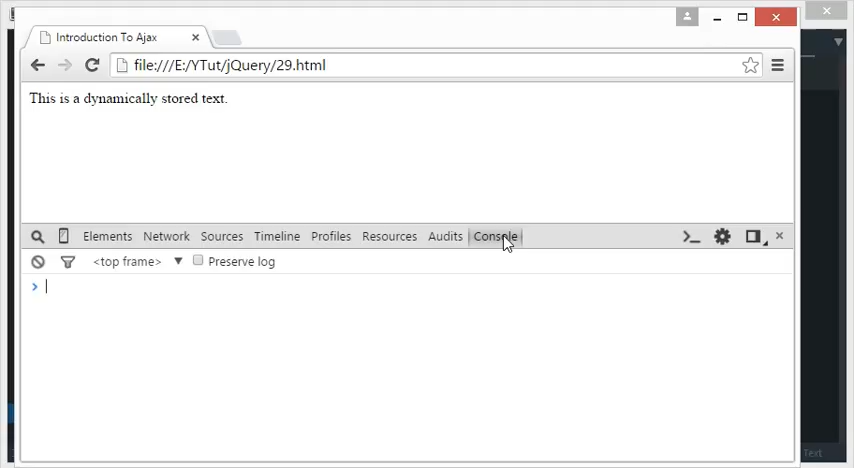 Introduction To Ajax
file:///E:/YTut/jQuery/29.html
This is a dynamically stored text.
Elements Network Sources Timeline Profiles Resources Audits Console
<top frame> Preserve log
Text